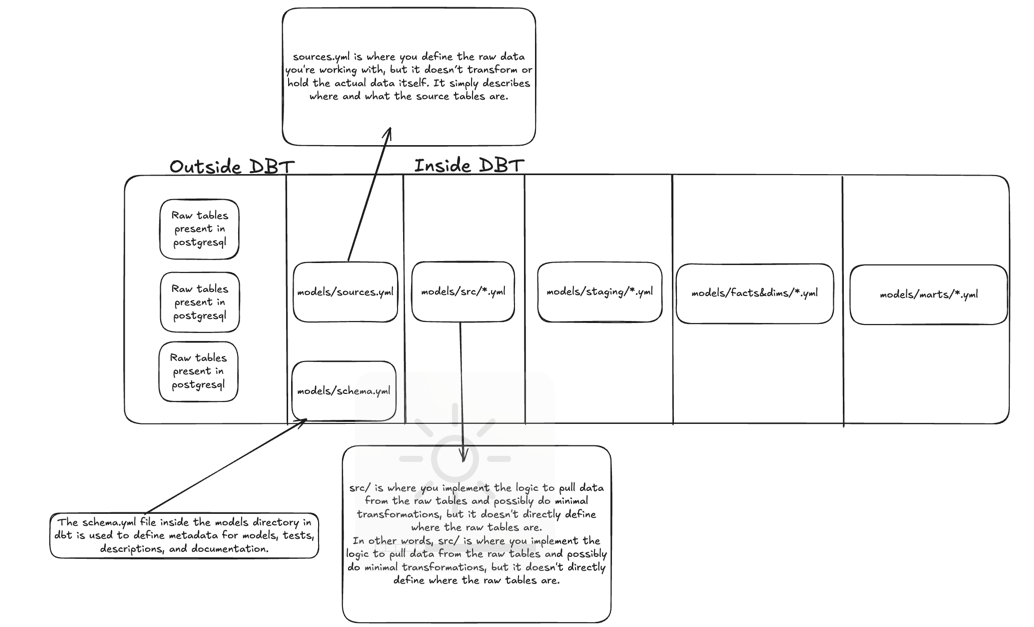 sources.yml is where you define the raw data
you're working with, but it doesn't transform or
hold the actual data itself. It simply describes
where and what the source tables are.
Outside DBT
Inside DBT
Raw tables
present in
postgresql
Raw tables
present in
postgresql
Raw tables
present in
postgresql
models/sources.yml
models/schema.yml
models/src/*.yml
models/staging/*.yml
models/facts&dims/*.yml
models/marts/*.yml
The schema.yml file inside the models directory in
dbt is used to define metadata for models, tests,
descriptions, and documentation.
src/ is where you implement the logic to pull data
from the raw tables and possibly do minimal
transformations, but it doesn't directly define
where the raw tables are.
In other words, src/ is where you implement the
logic to pull data from the raw tables and possibly
do minimal transformations, but it doesn't directly
define where the raw tables are.